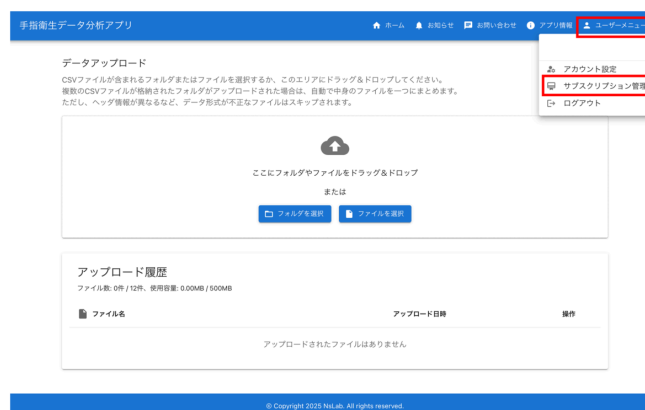 手指衛生データ分析アプリ
ホーム お知らせ お問い合わせ アプリ情報 ユーザーメニュー
アカウント設定
サブスクリプション管理
ログアウト
データアップロード
CSVファイルが含まれるフォルダまたはファイルを選択するか、このエリアにドラッグ&ドロップしてください。
複数のCSVファイルが格納されたフォルダがアップロードされた場合は、自動で中身のファイルを一つにまとめます。
ただし、ヘッダ情報が異なるなど、データ形式が不正なファイルはスキップされます。
ここにフォルダやファイルをドラッグ&ドロップ
または
フォルダを選択 ファイルを選択
アップロード履歴
ファイル数: 0件 / 12件、使用容量: 0.00MB / 500MB
ファイル名 アップロード日時 操作
アップロードされたファイルはありません
© Copyright 2025 NsLab. All rights reserved.